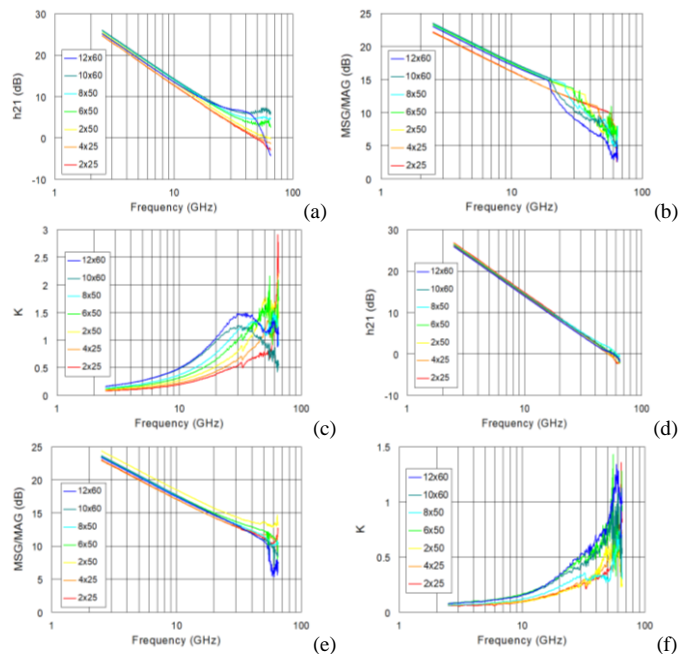 30
20
10
0
-10
h21 (dB)
12x60
10x60
8x50
6x50
2x50
4x25
2x25
1
10
100
Frequency (GHz)
(a)
25
20
15
10
5
0
MSG/MAG (dB)
12x60
10x60
8x50
6x50
2x50
4x25
2x25
1
10
100
Frequency (GHz)
(b)
3
2.5
2
1.5
1
0.5
0
K
12x60
10x60
8x50
6x50
2x50
4x25
2x25
1
10
100
Frequency (GHz)
(c)
30
20
10
0
-10
h21 (dB)
12x60
10x60
8x50
6x50
2x50
4x25
2x25
1
10
100
Frequency (GHz)
(d)
25
20
15
10
5
0
MSG/MAG (dB)
12x60
10x60
8x50
6x50
2x50
4x25
2x25
1
10
100
Frequency (GHz)
(e)
1.5
1
0.5
0
K
12x60
10x60
8x50
6x50
2x50
4x25
2x25
1
10
100
Frequency (GHz)
(f)